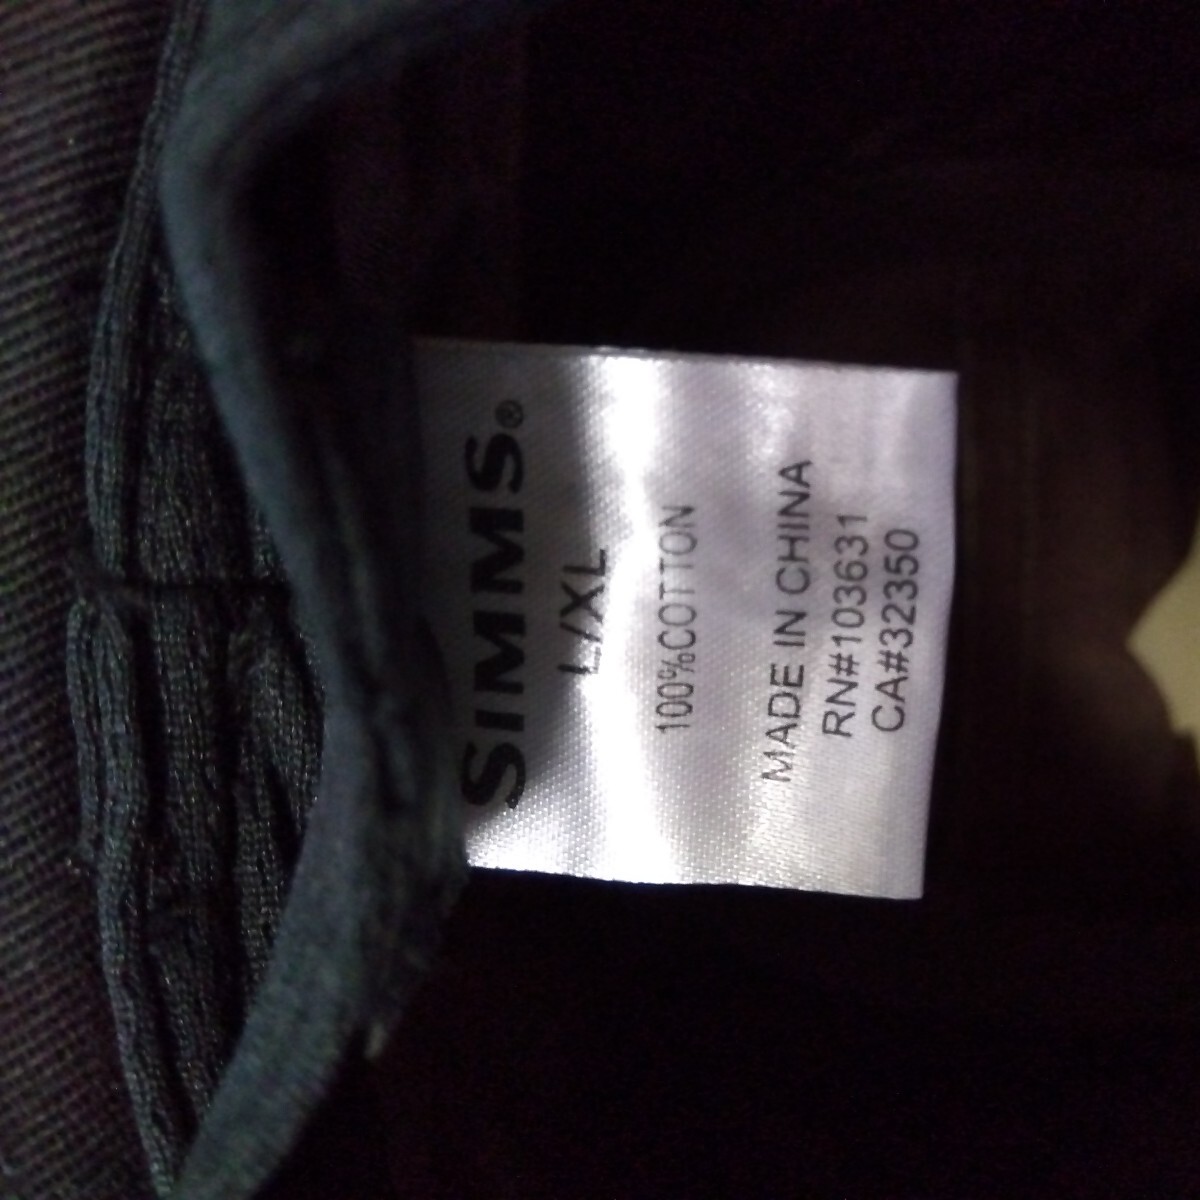 SIMMS®
L/XL
100%COTTON
MADE IN CHINA
RN#103631
CA#32350